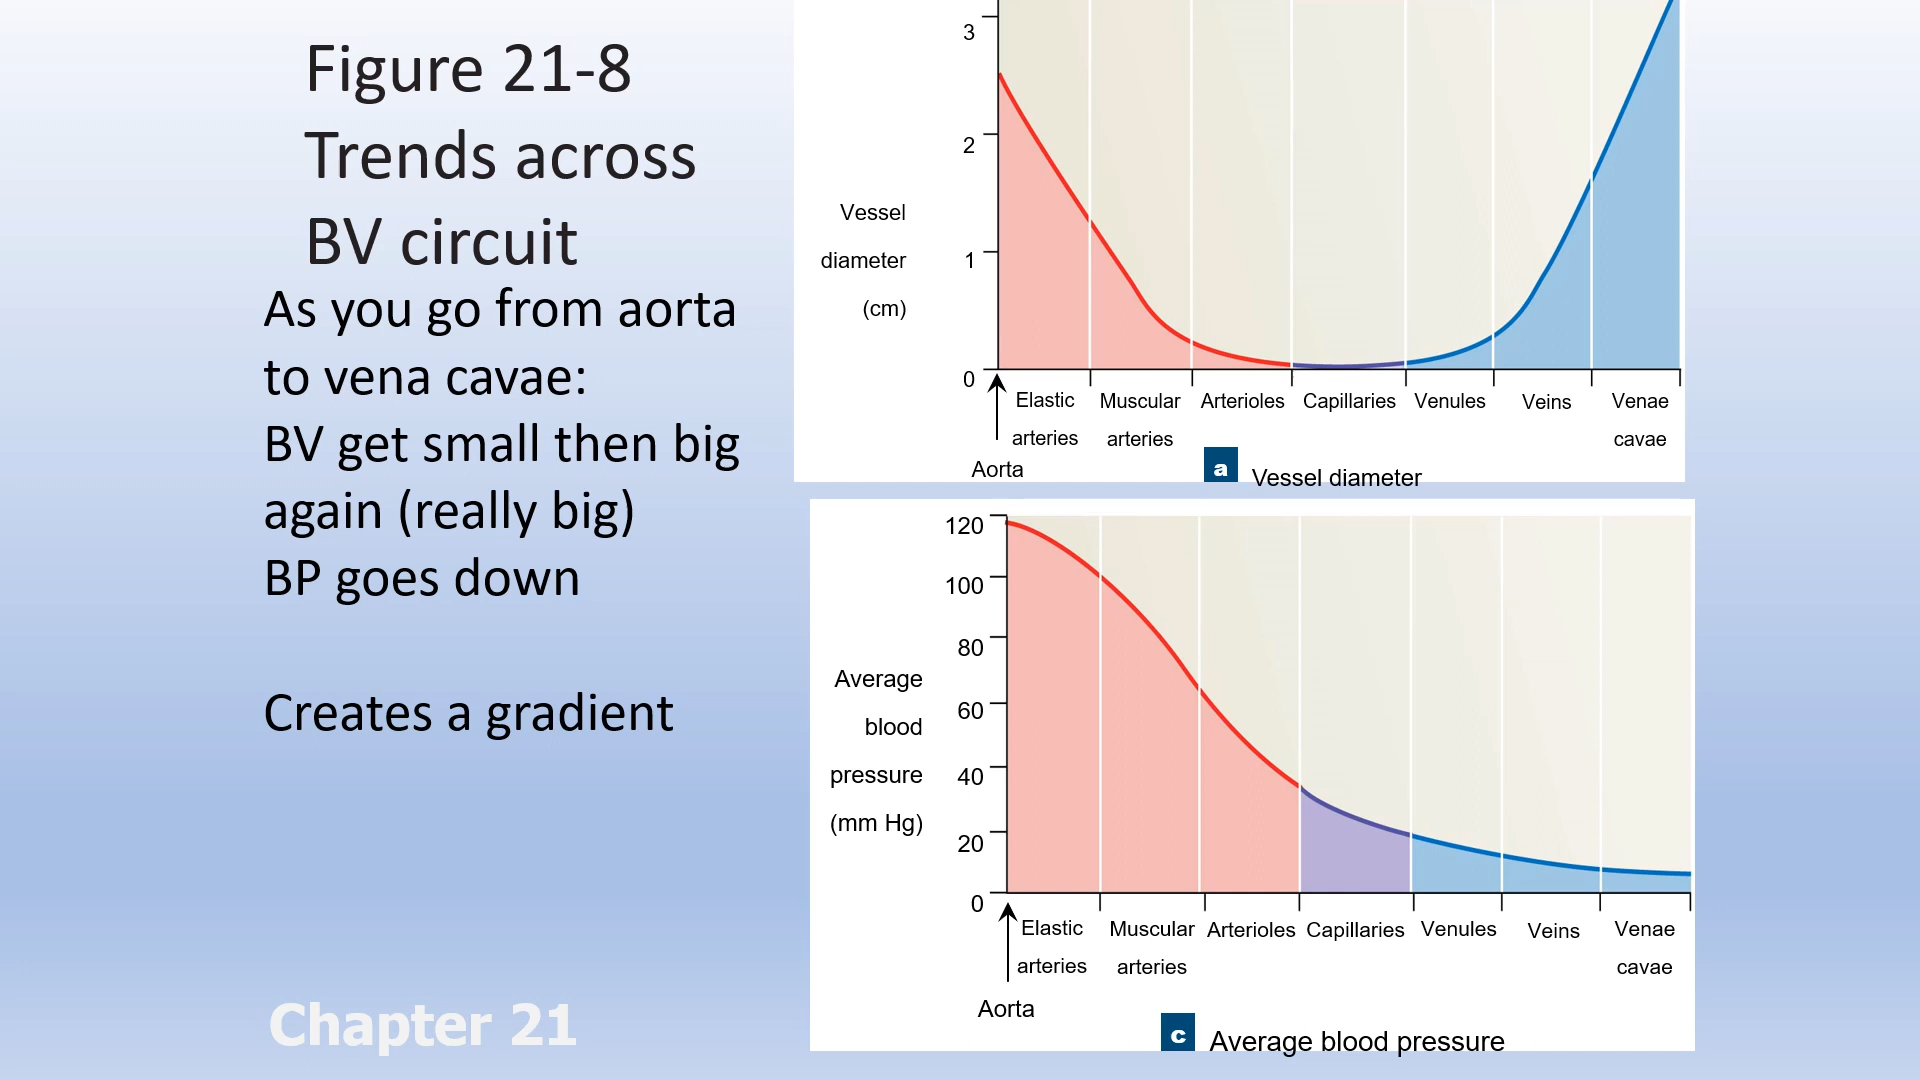 Figure 21-8
Trends across
BV circuit
As you go from aorta
to vena cavae:
BV get small then big
again (really big)
BP goes down
Creates a gradient
Chapter 21
3
2
1
0
Vessel
diameter
(cm)
Elastic
arteries
Muscular
arteries
Arterioles
Capillaries
Venules
Veins
Venae
cavae
Aorta
a Vessel diameter
120
100
80
60
40
20
0
Average
blood
pressure
(mm Hg)
Elastic
arteries
Muscular
arteries
Arterioles
Capillaries
Venules
Veins
Venae
cavae
Aorta
c Average blood pressure